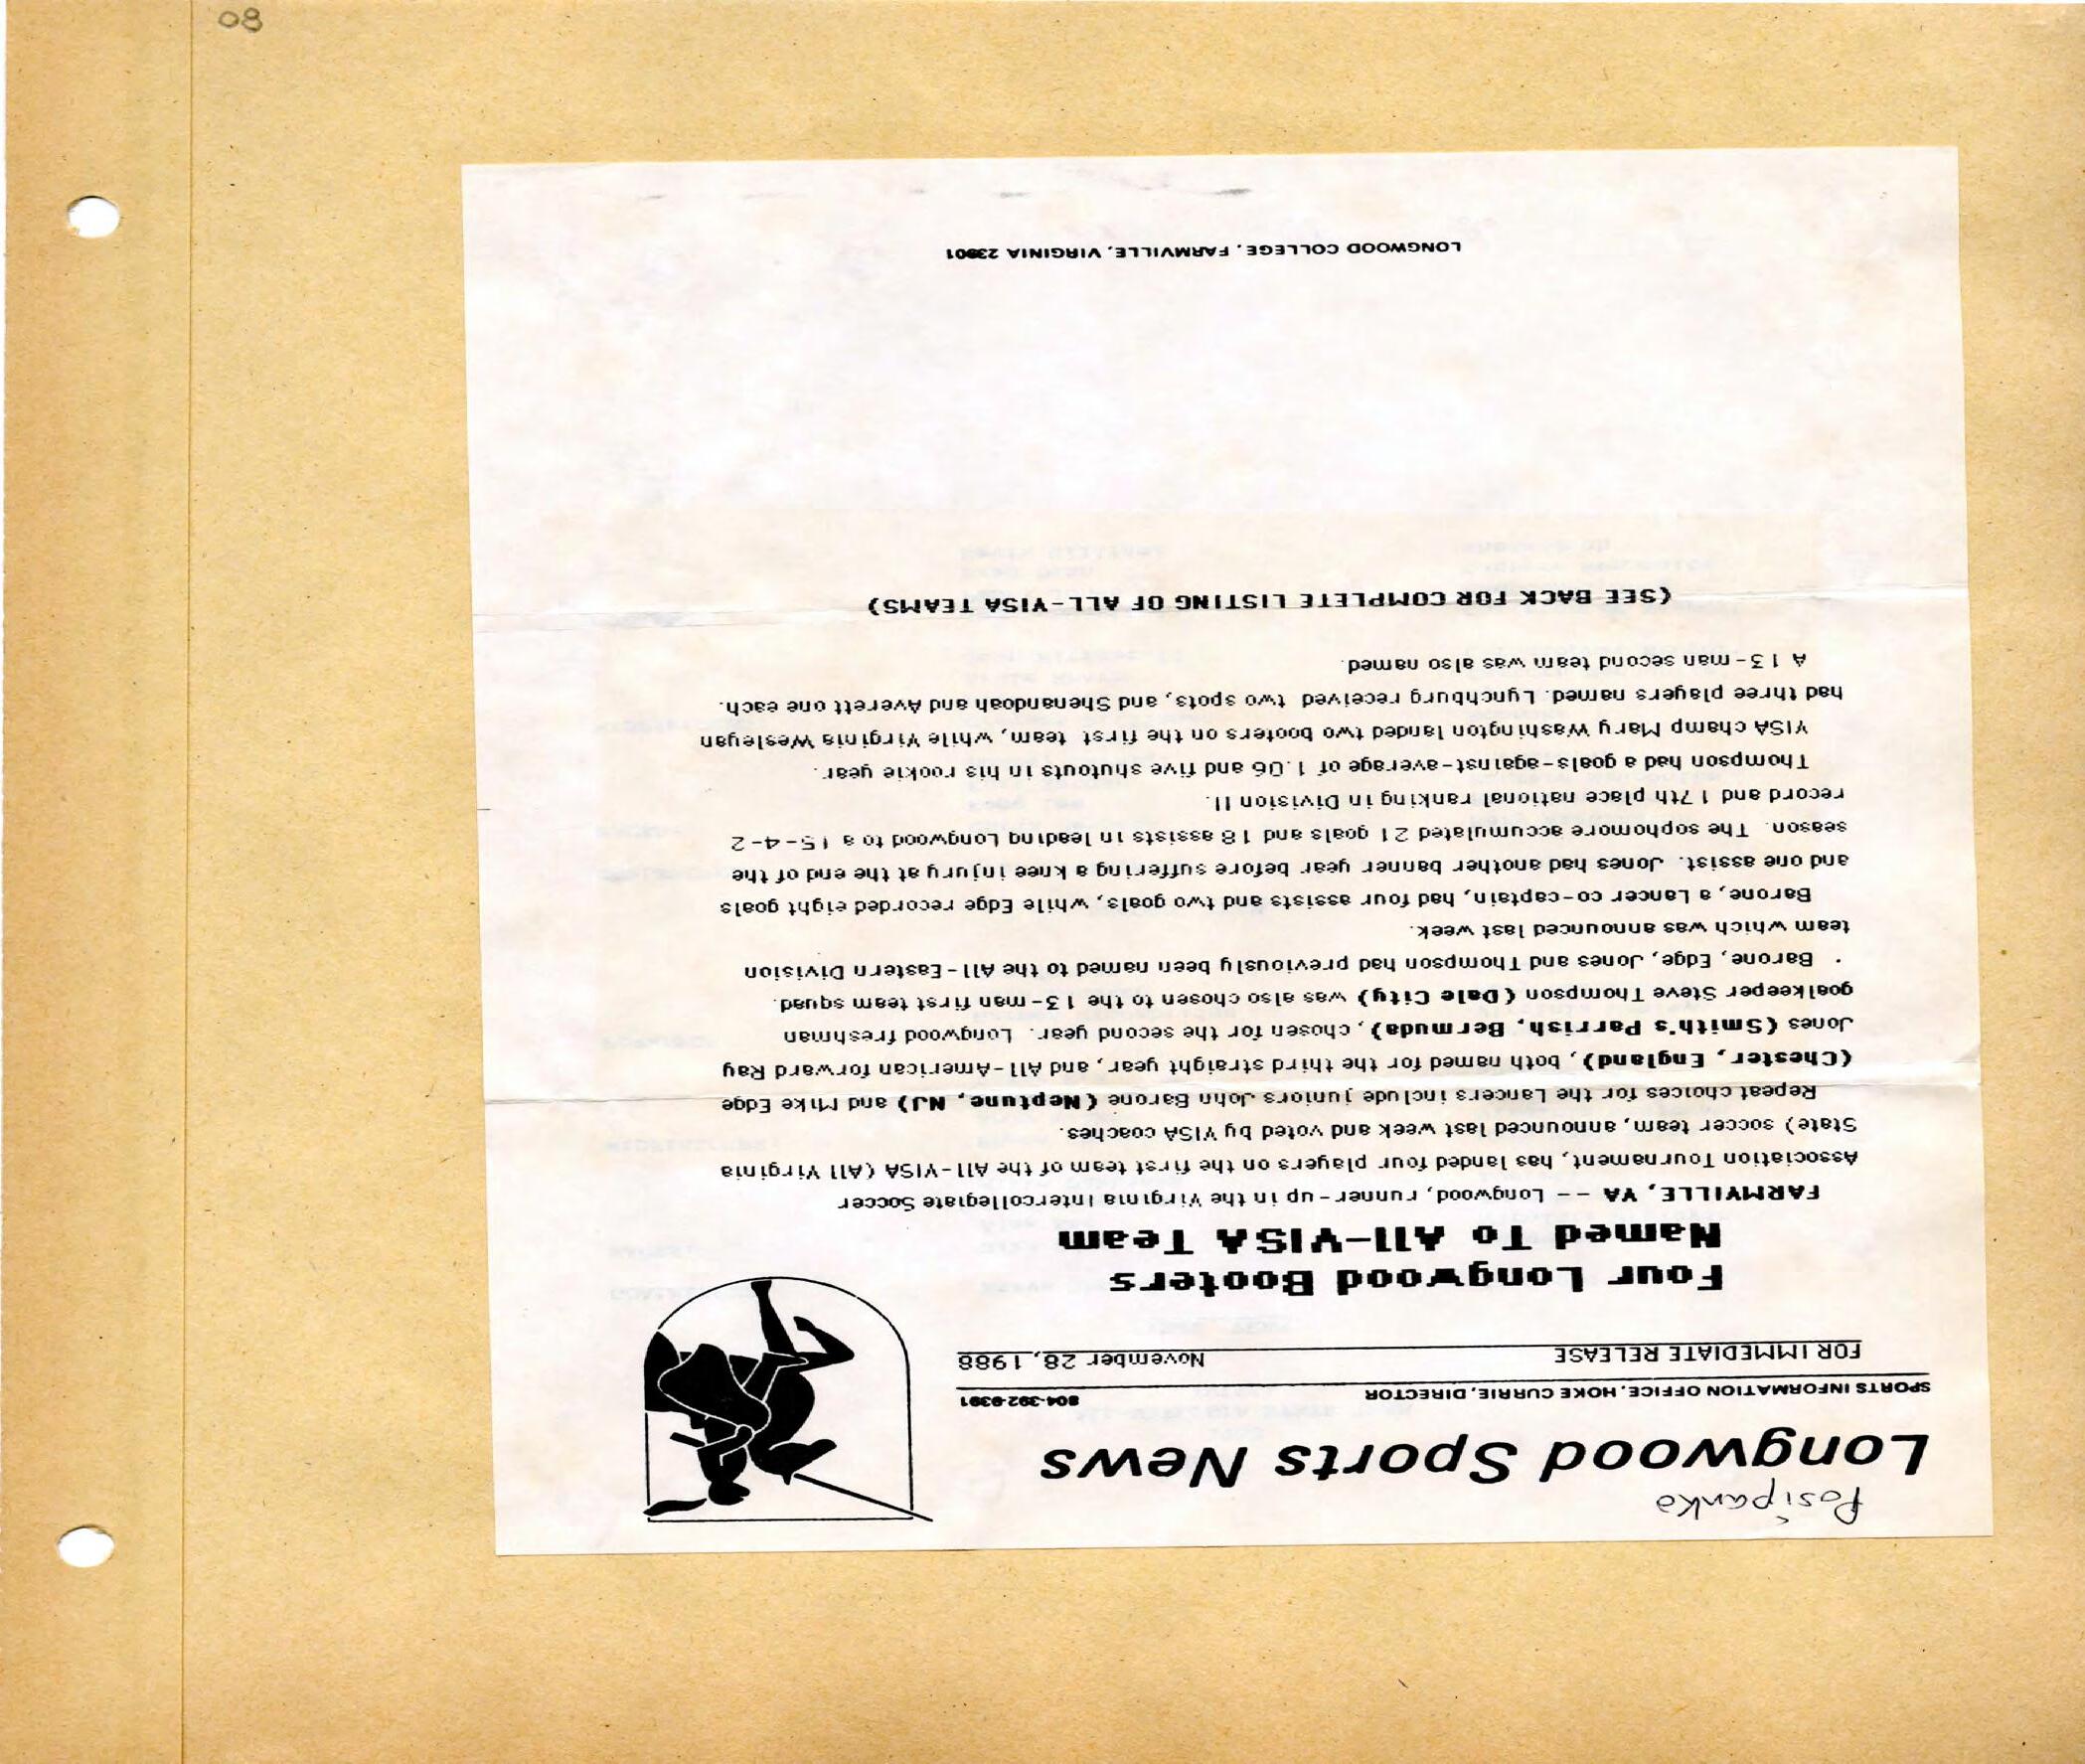 08
Posipanko
Longwood Sports News
SPORTS INFORMATION OFFICE, HOKE CURRIE, DIRECTOR 804-392-9391
FOR IMMEDIATE RELEASE November 28, 1988
Four Longwood Booters
Named To All-VISA Team
FARMVILLE, VA -- Longwood, runner-up in the Virginia Intercollegiate Soccer
Association Tournament, has landed four players on the first team of the All-VISA (All Virginia
State) soccer team, announced last week and voted by VISA coaches.
Repeat choices for the Lancers include juniors John Barone (Neptune, NJ) and Mike Edge
(Chester, England), both named for the third straight year, and All-American forward Ray
Jones (Smith's Parrish, Bermuda), chosen for the second year. Longwood freshman
goalkeeper Steve Thompson (Dale City) was also chosen to the 13-man first team squad.
Barone, Edge, Jones and Thompson had previously been named to the All-Eastern Division
team which was announced last week.
Barone, a Lancer co-captain, had four assists and two goals, while Edge recorded eight goals
and one assist. Jones had another banner year before suffering a knee injury at the end of the
season. The sophomore accumulated 21 goals and 18 assists in leading Longwood to a 15-4-2
record and 17th place national ranking in Division II.
Thompson had a goals-against-average of 1.06 and five shutouts in his rookie year.
VISA champ Mary Washington landed two booters on the first team, while Virginia Wesleyan
had three players named. Lynchburg received two spots, and Shenandoah and Averett one each.
A 13-man second team was also named.
(SEE BACK FOR COMPLETE LISTING OF ALL-VISA TEAMS)
LONGWOOD COLLEGE, FARMVILLE, VIRGINIA 23901